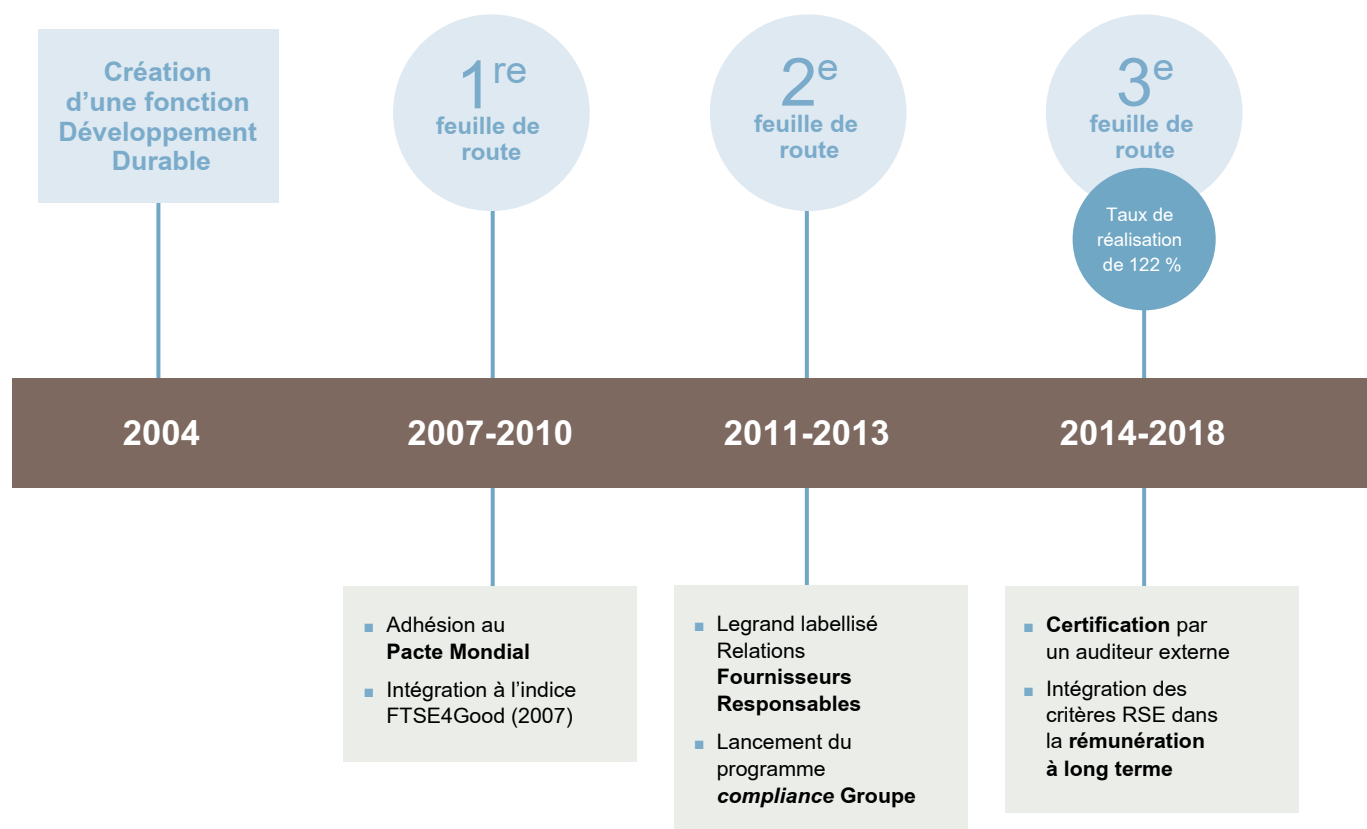 Création
d’une fonction
Développement
Durable
1re
feuille de
route
2e
feuille de
route
3e
feuille de
route
Taux de
réalisation
de 122 %
2004
2007-2010
2011-2013
2014-2018
▪ Adhésion au
Pacte Mondial
▪ Intégration à l’indice
FTSE4Good (2007)
▪ Legrand labellisé
Relations
Fournisseurs
Responsables
▪ Lancement du
programme
compliance Groupe
▪ Certification par
un auditeur externe
▪ Intégration des
critères RSE dans
la rémunération
à long terme